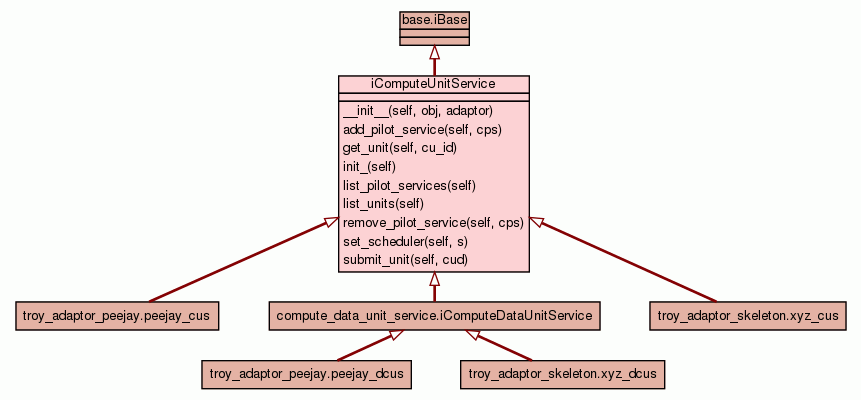 base.iBase
iComputeUnitService
__init__(self, obj, adaptor)
add_pilot_service(self, cps)
get_unit(self, cu_id)
init_(self)
list_pilot_services(self)
list_units(self)
remove_pilot_service(self, cps)
set_scheduler(self, s)
submit_unit(self, cud)
troy_adaptor_peejay.peejay_cus
compute_data_unit_service.iComputeDataUnitService
troy_adaptor_skeleton.xyz_cus
troy_adaptor_peejay.peejay_dcus
troy_adaptor_skeleton.xyz_dcus